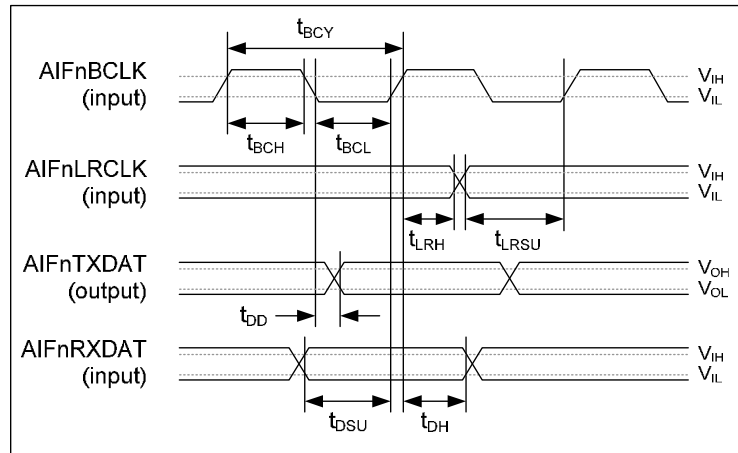 tBCY
AIFnBCLK
(input)
VIH
VIL
tBCH
tBCL
AIFnLRCLK
(input)
VIH
VIL
tLRH
tLRSU
AIFnTXDAT
(output)
VOH
VOL
tDD
AIFnRXDAT
(input)
VIH
VIL
tDSU
tDH